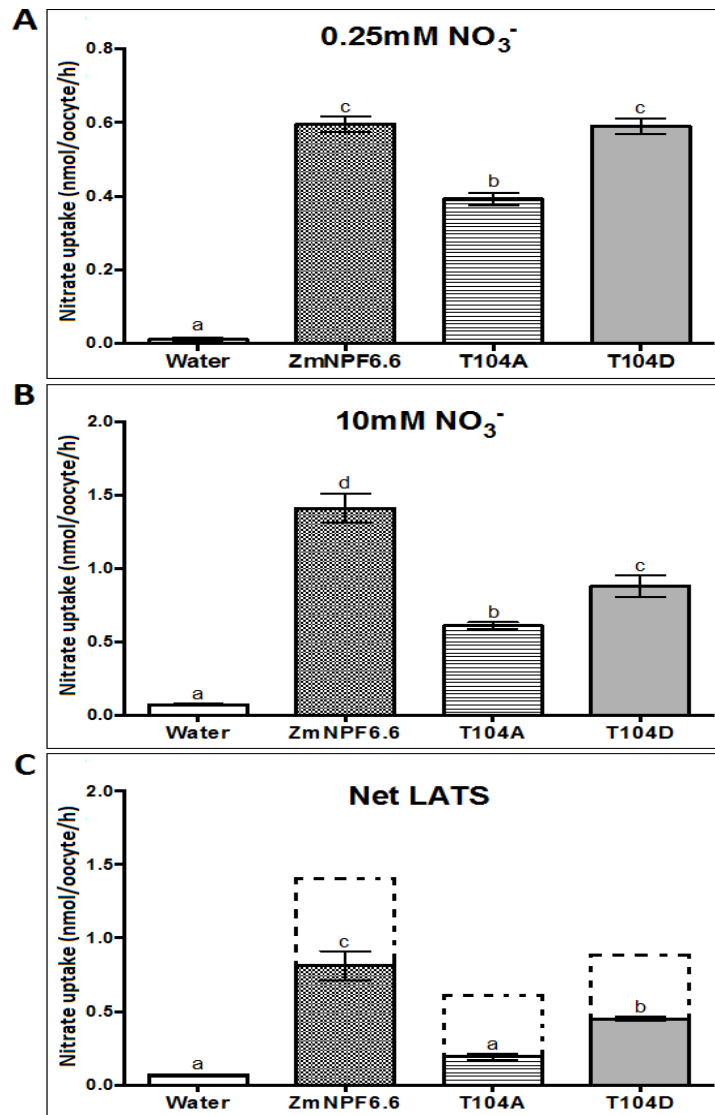 A
0.25mM NO₃⁻
Nitrate uptake (nmol/oocyte/h)
0.8
0.6
0.4
0.2
0.0
a
c
b
c
Water ZmNPF6.6 T104A T104D
B
10mM NO₃⁻
Nitrate uptake (nmol/oocyte/h)
2.0
1.5
1.0
0.5
0.0
a
d
b
c
Water ZmNPF6.6 T104A T104D
C
Net LATS
Nitrate uptake (nmol/oocyte/h)
2.0
1.5
1.0
0.5
0.0
a
c
a
b
Water ZmNPF6.6 T104A T104D